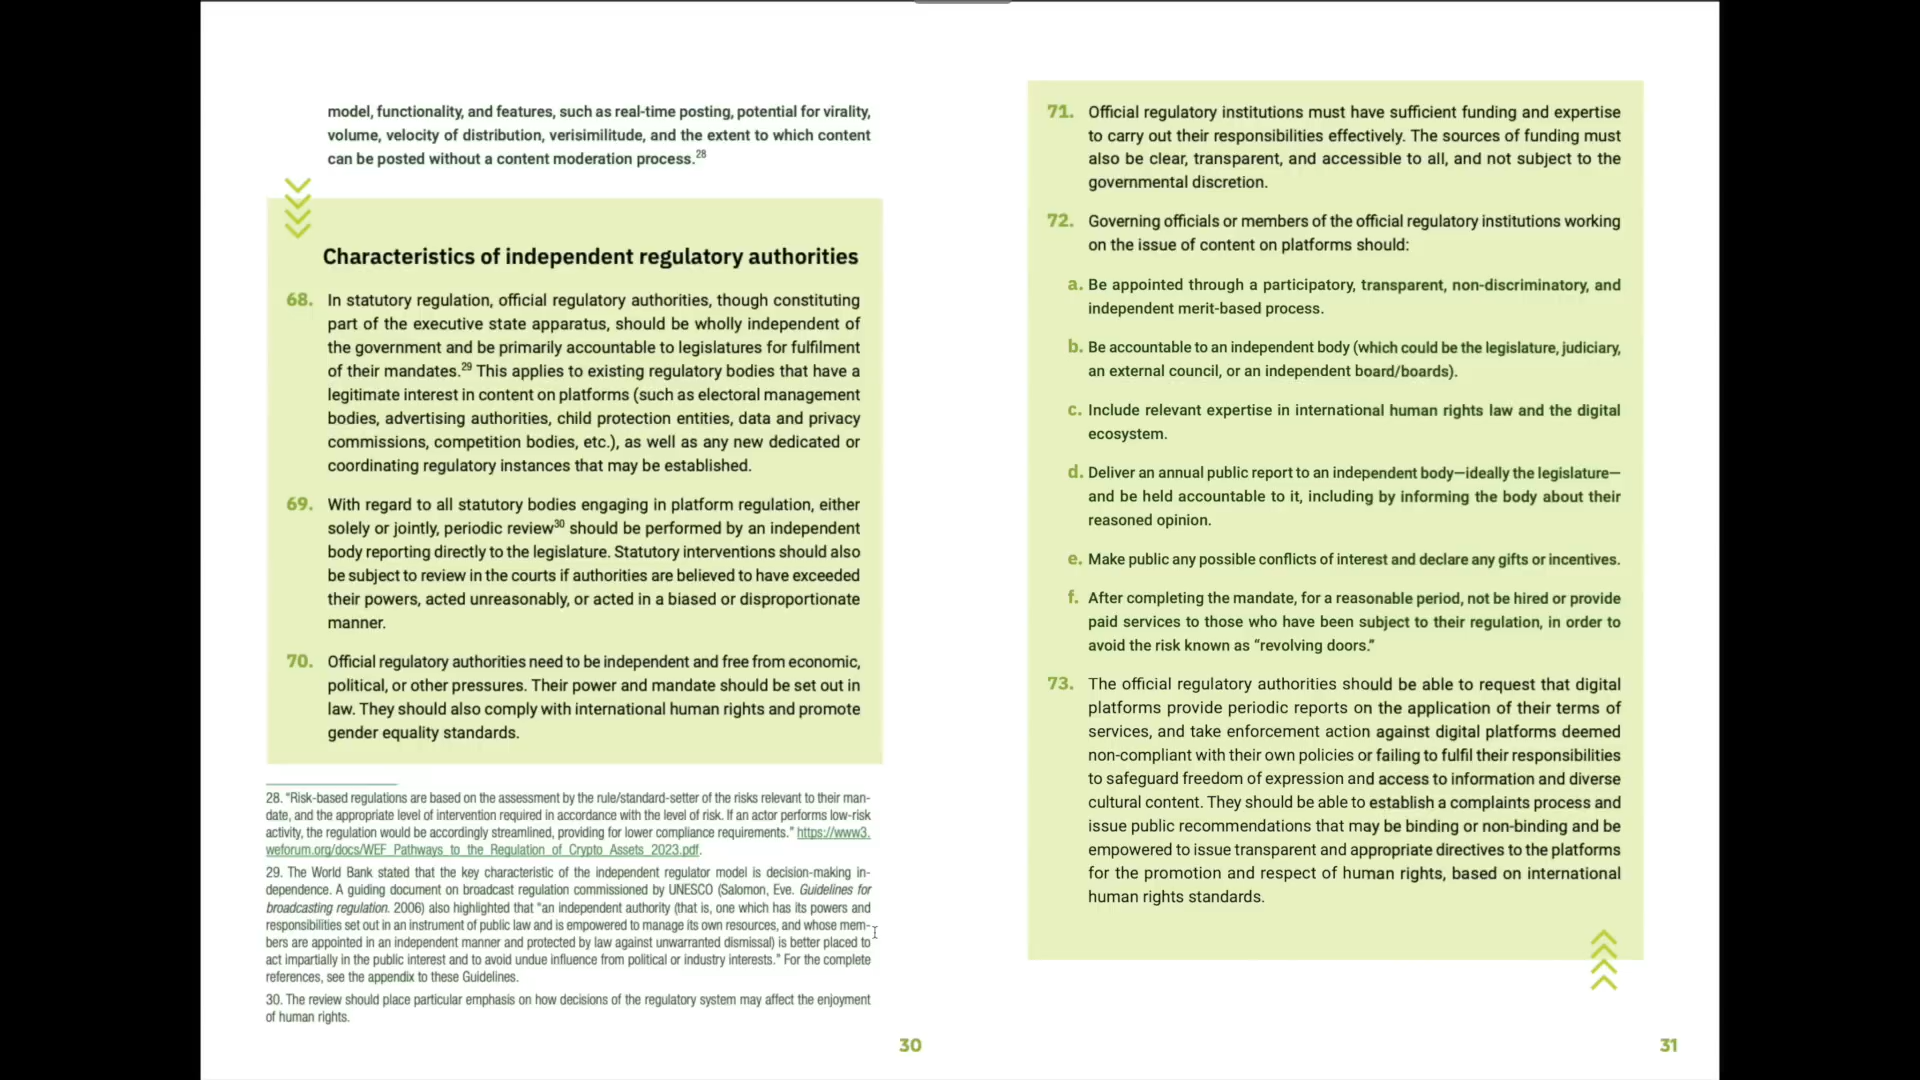 model, functionality, and features, such as real-time posting, potential for virality,
volume, velocity of distribution, verisimilitude, and the extent to which content
can be posted without a content moderation process.28
Characteristics of independent regulatory authorities
68. In statutory regulation, official regulatory authorities, though constituting
part of the executive state apparatus, should be wholly independent of
the government and be primarily accountable to legislatures for fulfilment
of their mandates.29 This applies to existing regulatory bodies that have a
legitimate interest in content on platforms (such as electoral management
bodies, advertising authorities, child protection entities, data and privacy
commissions, competition bodies, etc.), as well as any new dedicated or
coordinating regulatory instances that may be established.
69. With regard to all statutory bodies engaging in platform regulation, either
solely or jointly, periodic review30 should be performed by an independent
body reporting directly to the legislature. Statutory interventions should also
be subject to review in the courts if authorities are believed to have exceeded
their powers, acted unreasonably, or acted in a biased or disproportionate
manner.
70. Official regulatory authorities need to be independent and free from economic,
political, or other pressures. Their power and mandate should be set out in
law. They should also comply with international human rights and promote
gender equality standards.
28. “Risk-based regulations are based on the assessment by the rule/standard-setter of the risks relevant to their man-
date, and the appropriate level of intervention required in accordance with the level of risk. If an actor performs low-risk
activity, the regulation would be accordingly streamlined, providing for lower compliance requirements.” https://www3.
weforum.org/docs/WEF_Pathways_to_the_Regulation_of_Crypto_Assets_2023.pdf.
29. The World Bank stated that the key characteristic of the independent regulator model is decision-making in-
dependence. A guiding document on broadcast regulation commissioned by UNESCO (Salomon, Eve. Guidelines for
broadcasting regulation. 2006) also highlighted that “an independent authority (that is, one which has its powers and
responsibilities set out in an instrument of public law and is empowered to manage its own resources, and whose mem-
bers are appointed in an independent manner and protected by law against unwarranted dismissal) is better placed to
act impartially in the public interest and to avoid undue influence from political or industry interests.” For the complete
references, see the appendix to these Guidelines.
30. The review should place particular emphasis on how decisions of the regulatory system may affect the enjoyment
of human rights.
30
71. Official regulatory institutions must have sufficient funding and expertise
to carry out their responsibilities effectively. The sources of funding must
also be clear, transparent, and accessible to all, and not subject to the
governmental discretion.
72. Governing officials or members of the official regulatory institutions working
on the issue of content on platforms should:
a. Be appointed through a participatory, transparent, non-discriminatory, and
independent merit-based process.
b. Be accountable to an independent body (which could be the legislature, judiciary,
an external council, or an independent board/boards).
c. Include relevant expertise in international human rights law and the digital
ecosystem.
d. Deliver an annual public report to an independent body—ideally the legislature—
and be held accountable to it, including by informing the body about their
reasoned opinion.
e. Make public any possible conflicts of interest and declare any gifts or incentives.
f. After completing the mandate, for a reasonable period, not be hired or provide
paid services to those who have been subject to their regulation, in order to
avoid the risk known as “revolving doors.”
73. The official regulatory authorities should be able to request that digital
platforms provide periodic reports on the application of their terms of
services, and take enforcement action against digital platforms deemed
non-compliant with their own policies or failing to fulfil their responsibilities
to safeguard freedom of expression and access to information and diverse
cultural content. They should be able to establish a complaints process and
issue public recommendations that may be binding or non-binding and be
empowered to issue transparent and appropriate directives to the platforms
for the promotion and respect of human rights, based on international
human rights standards.
31